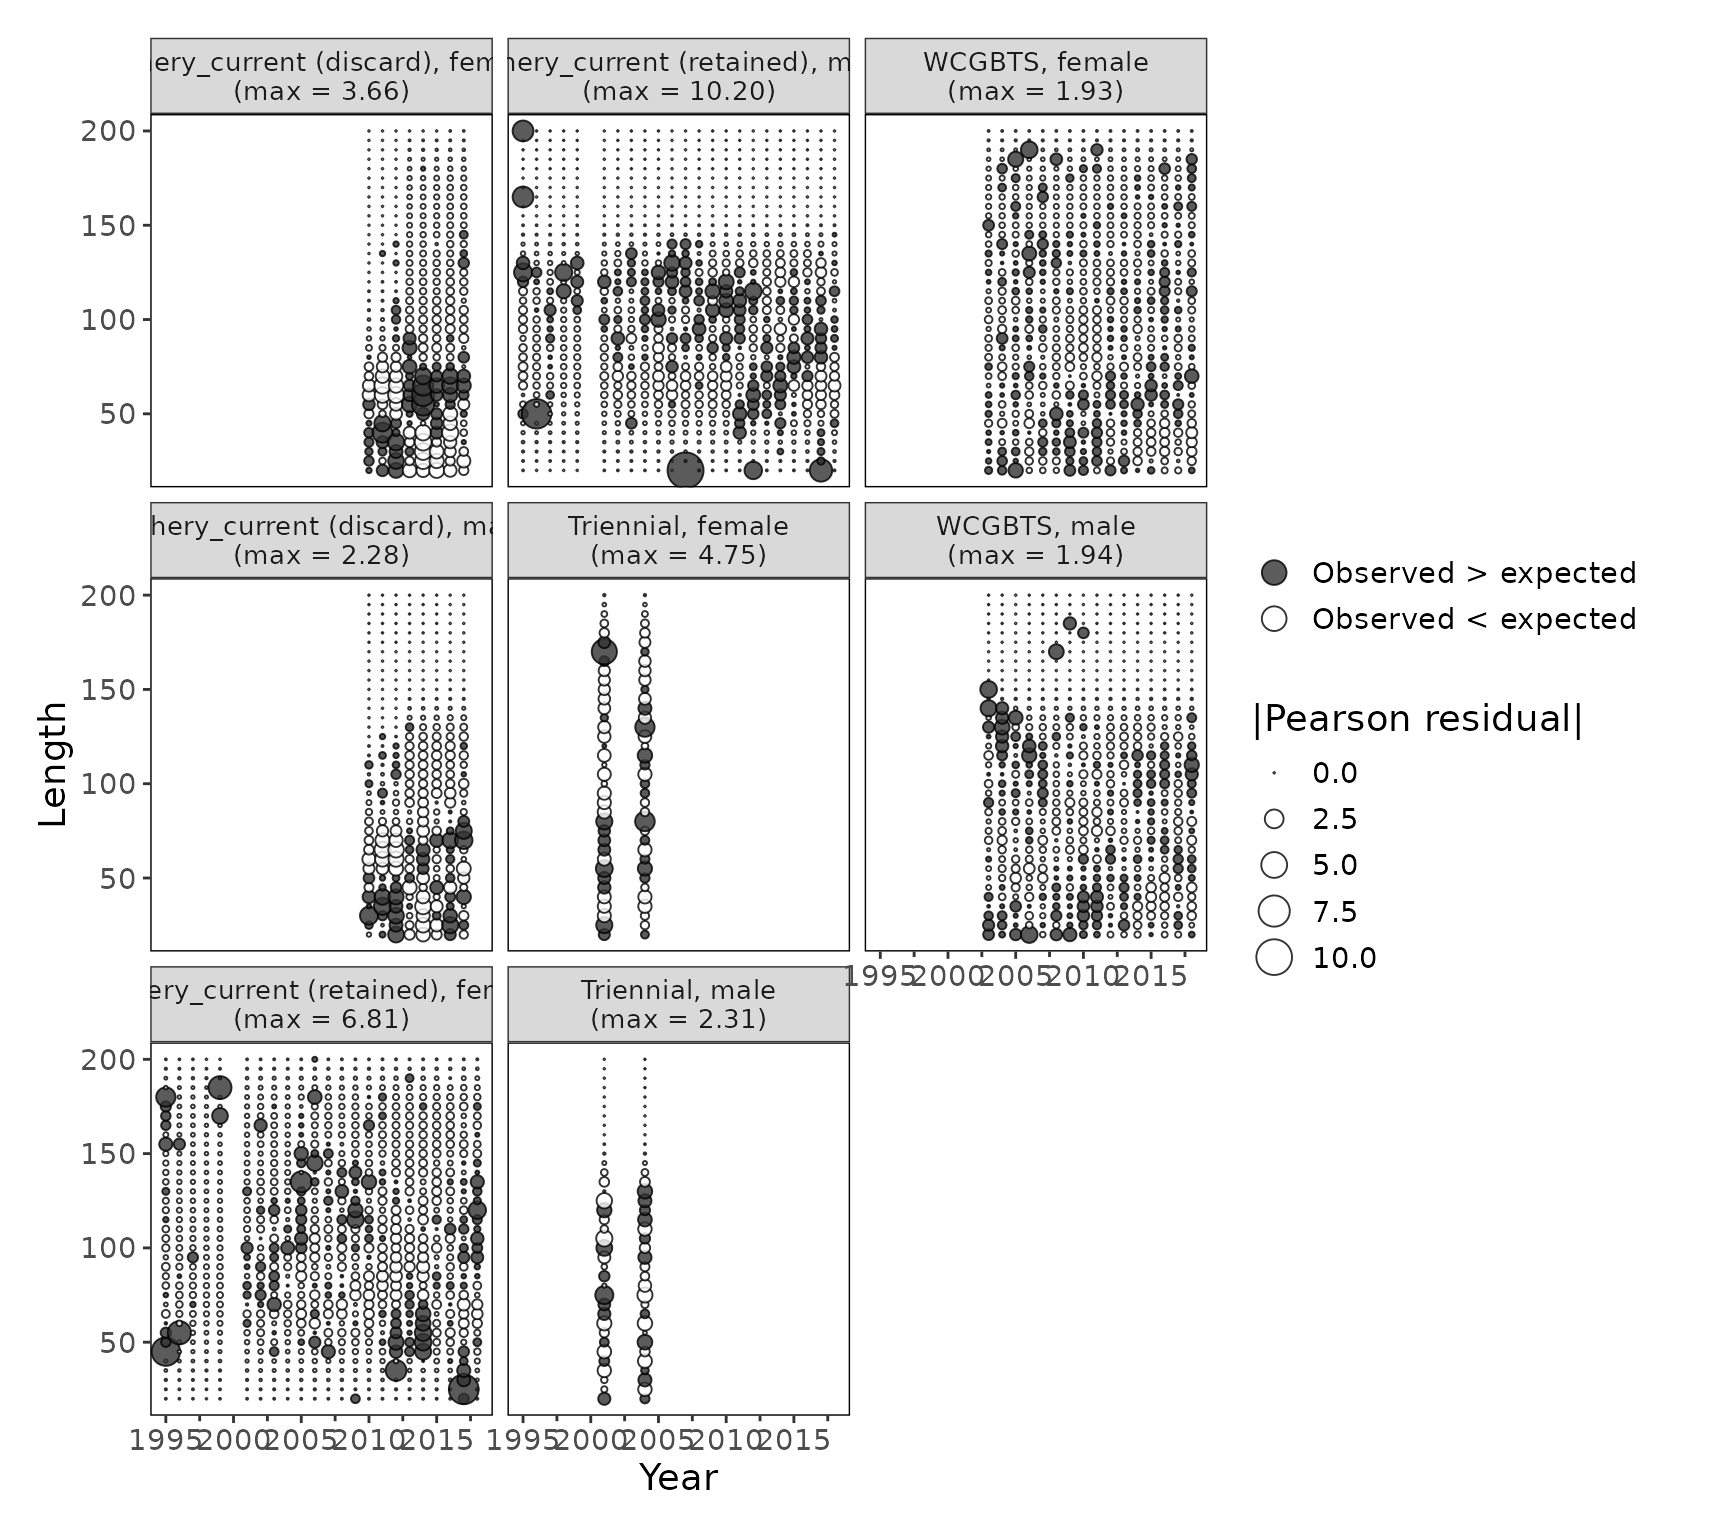 ery_current (discard), fem
(max = 3.66)
hery_current (retained), m
(max = 10.20)
WCGBTS, female
(max = 1.93)
200
150
100
50
hery_current (discard), ma
(max = 2.28)
Triennial, female
(max = 4.75)
WCGBTS, male
(max = 1.94)
200
150
100
50
1995 2000 2005 2010 2015
ery_current (retained), fer
(max = 6.81)
Triennial, male
(max = 2.31)
200
150
100
50
1995 2000 2005 2010 2015
1995 2000 2005 2010 2015
Length
Year
Observed > expected
Observed < expected
|Pearson residual|
0.0
2.5
5.0
7.5
10.0